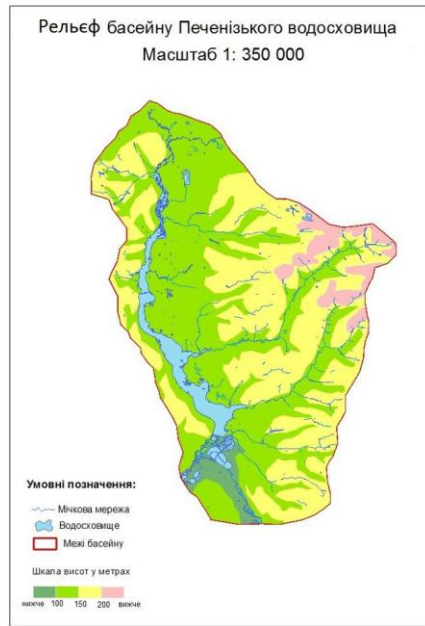 Рельєф басейну Печенізького водосховища
Масштаб 1: 350 000
Умовні позначення:
Мічкова мережа
Водосховище
Межі басейну
Шкала висот у метрах
нижче 100 150 200 вижче